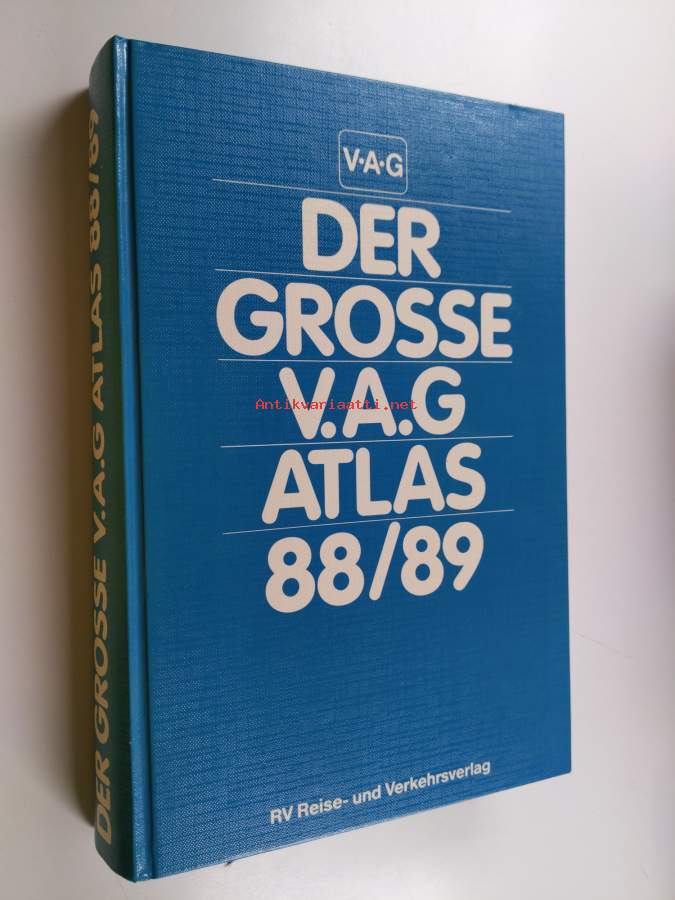 V·A·G
DER
GROSSE
V.A.G
ATLAS
88/89
RV Reise- und Verkehrsverlag
DER GROSSE V.A.G ATLAS 88/89
Antikvariaatti.net